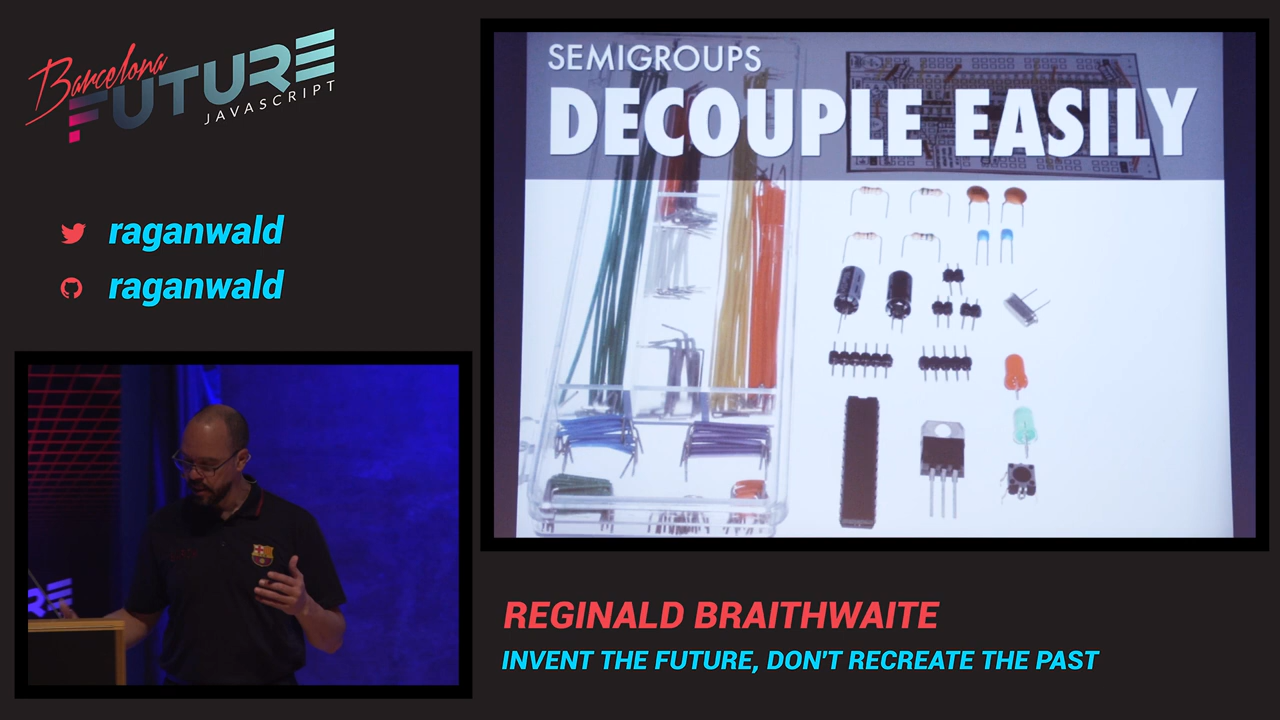 Barcelona
FUTURE
JAVASCRIPT
raganwald
raganwald
SEMIGROUPS
DECOUPLE EASILY
REGINALD BRAITHWAITE
INVENT THE FUTURE, DON'T RECREATE THE PAST